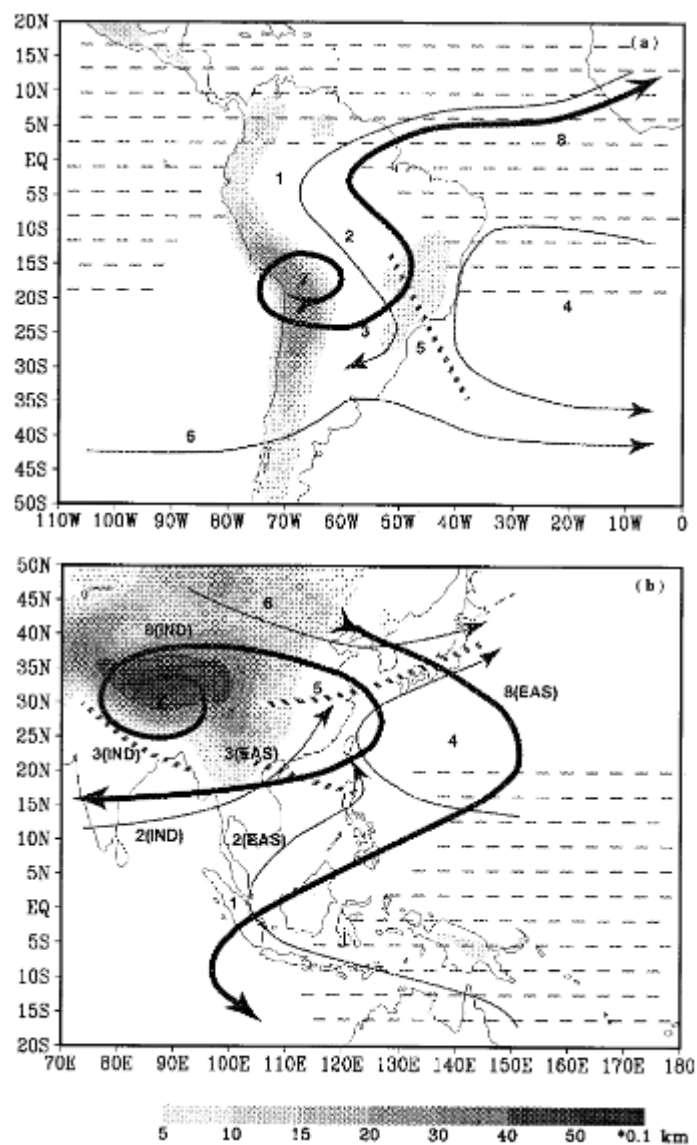 20N
(a)
15N
10N
5N
8
EQ
1
5S
10S
2
15S
7
20S
4
25S
3
5
30S
35S
6
40S
45S
50S
110W 100W 90W 80W 70W 60W 50W 40W 30W 20W 10W 0
50N
(b)
45N
6
40N
8(IND)
35N
5
8(EAS)
30N
25N
3(IND)
3(EAS)
4
20N
15N
2(IND)
2(EAS)
10N
5N
EQ
1
5S
10S
15S
20S
70E 80E 90E 100E 110E 120E 130E 140E 150E 160E 170E 180
5 10 20 30 40 50 *0.1 km